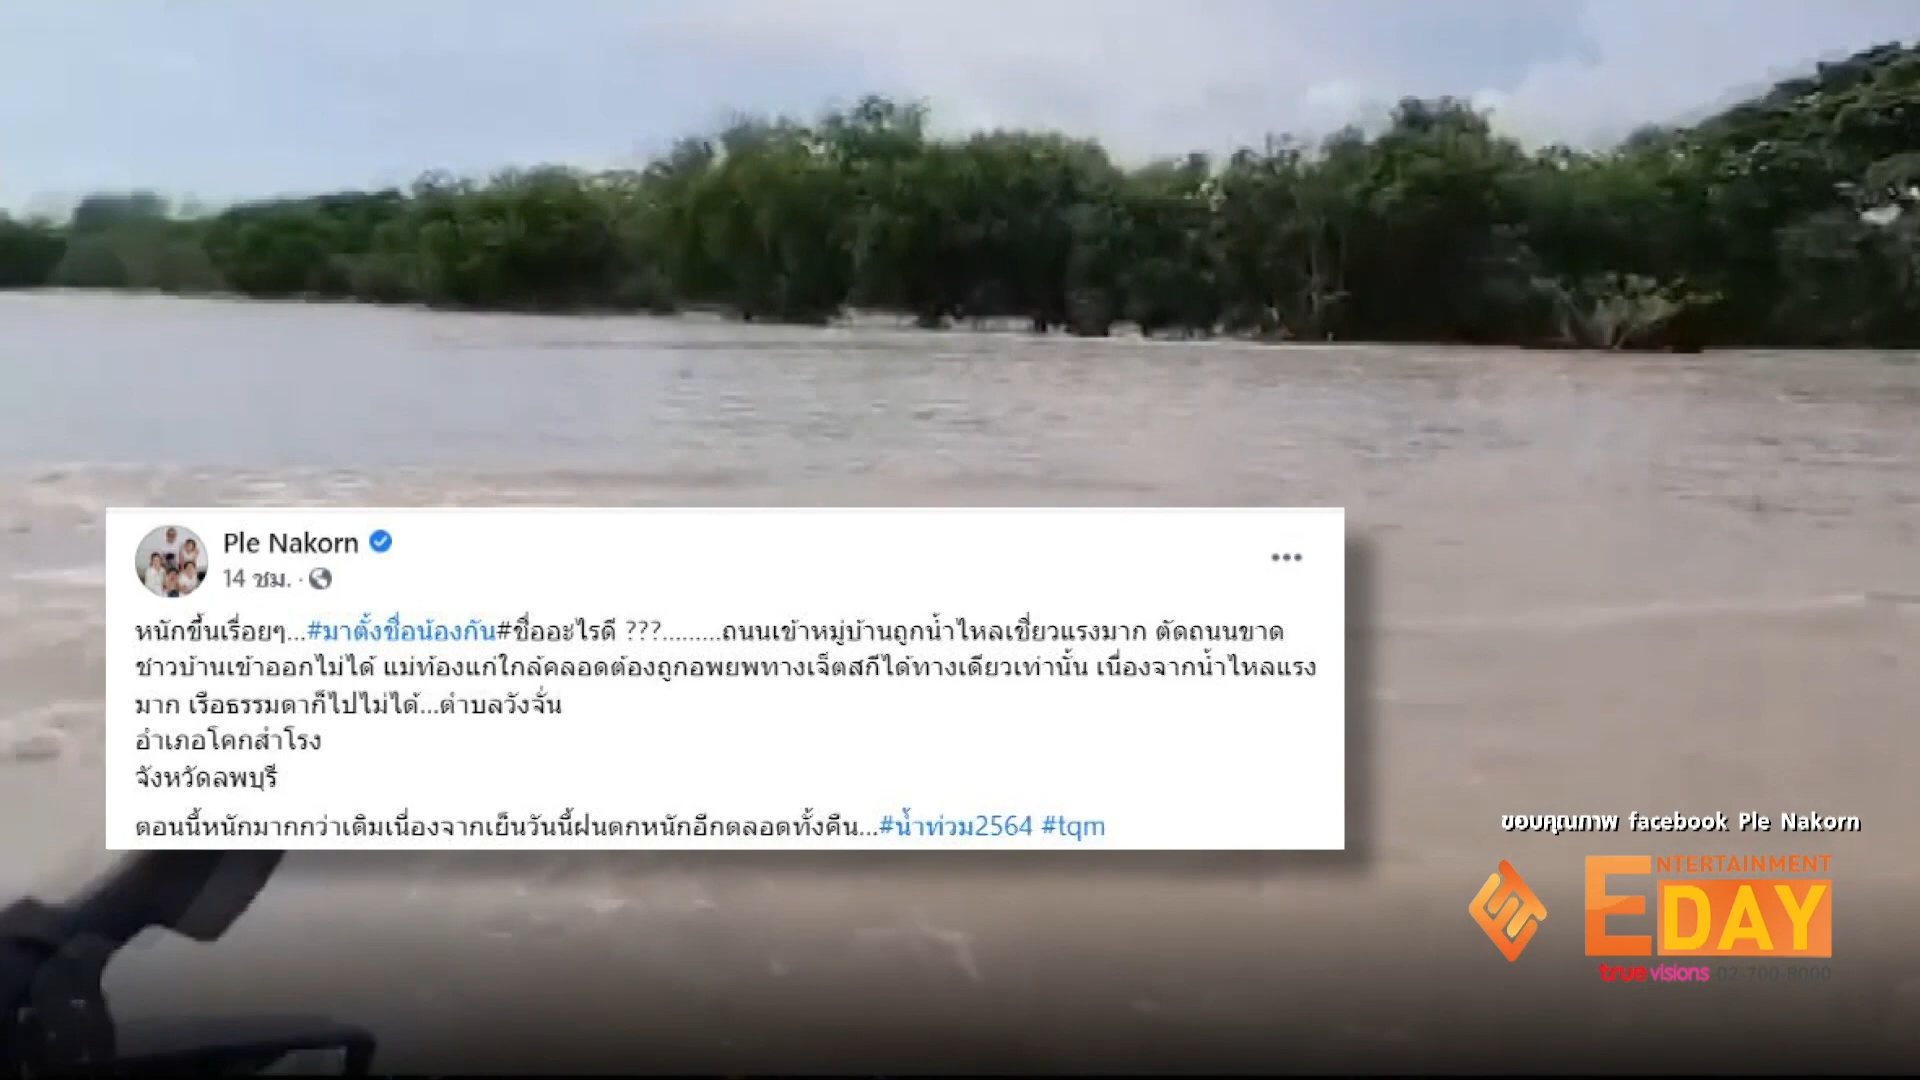 Ple Nakorn
14 ชม. ·
หนักขึ้นเรื่อยๆ...#มาตั้งชื่อน้องกัน#ชื่ออะไรดี ???.........ถนนเข้าหมู่บ้านถูกน้ำไหลเชี่ยวแรงมาก ตัดถนนขาด
ชาวบ้านเข้าออกไม่ได้ แม่ท้องแก่ใกล้คลอดต้องถูกอพยพทางเจ็ตสกีได้ทางเดียวเท่านั้น เนื่องจากน้ำไหลแรง
มาก เรือธรรมดาก็ไปไม่ได้...ตำบลวังจั่น
อำเภอโคกสำโรง
จังหวัดลพบุรี
ตอนนี้หนักมากกว่าเดิมเนื่องจากเย็นวันนี้ฝนตกหนักอีกตลอดทั้งคืน...#น้ำท่วม2564 #tqm
ขอบคุณภาพ facebook Ple Nakorn
ENTERTAINMENT
DAY
truevisions 02-700-8000